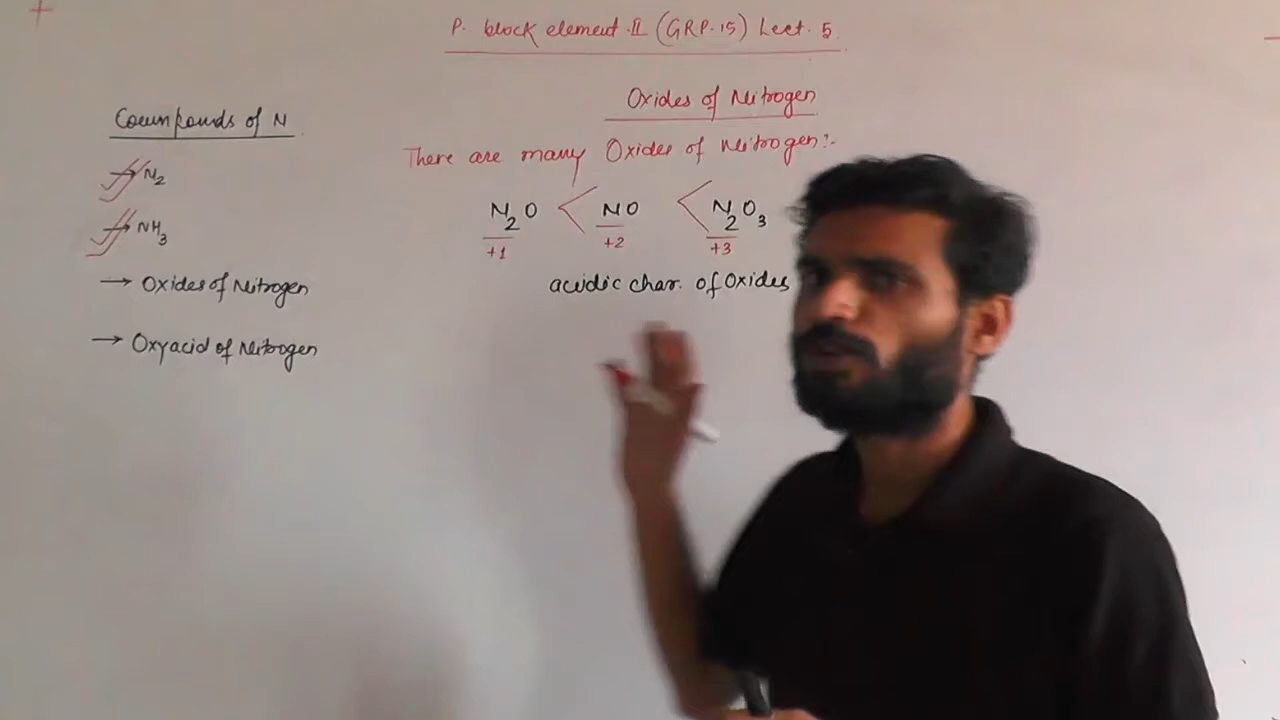 P. block element.II (GRP.15) Lect. 5.
Oxides of Nitrogen
There are many Oxides of Nitrogen:-
N₂O < NO < N₂O₃
+1 +2 +3
acidic char. of Oxides
Compounds of N
→ N₂
→ NH₃
→ Oxides of Nitrogen
→ Oxyacid of Nitrogen